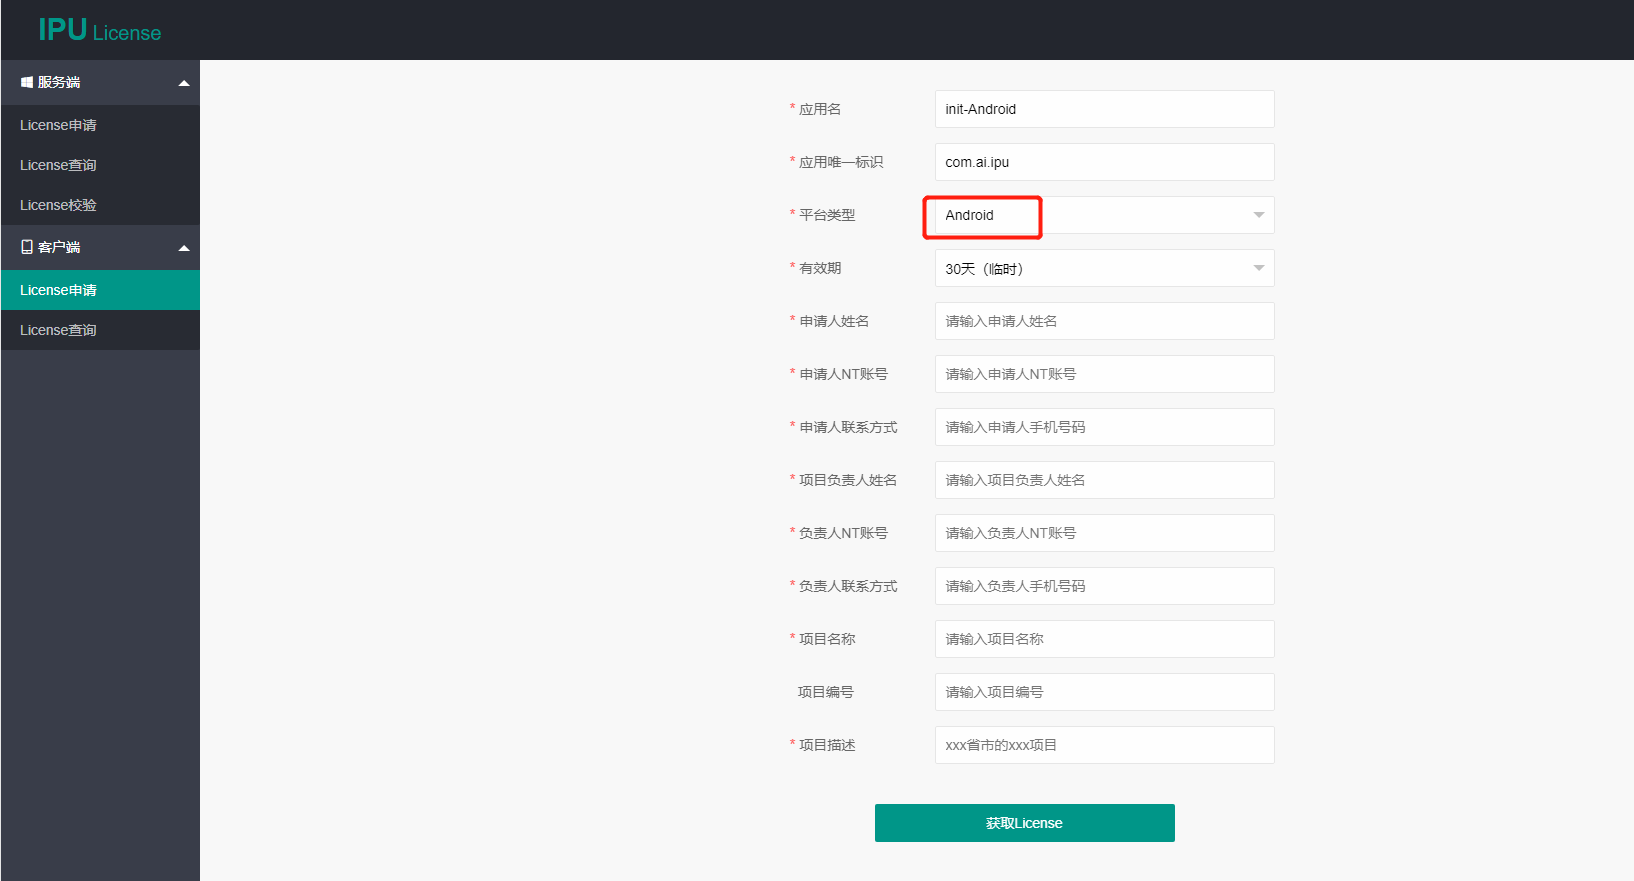 IPU License
服务端
License申请
License查询
License校验
客户端
License申请
License查询
* 应用名 init-Android
* 应用唯一标识 com.ai.ipu
* 平台类型 Android
* 有效期 30天（临时）
* 申请人姓名 请输入申请人姓名
* 申请人NT账号 请输入申请人NT账号
* 申请人联系方式 请输入申请人手机号码
* 项目负责人姓名 请输入项目负责人姓名
* 负责人NT账号 请输入负责人NT账号
* 负责人联系方式 请输入负责人手机号码
* 项目名称 请输入项目名称
项目编号 请输入项目编号
* 项目描述 xxx省市的xxx项目
获取License